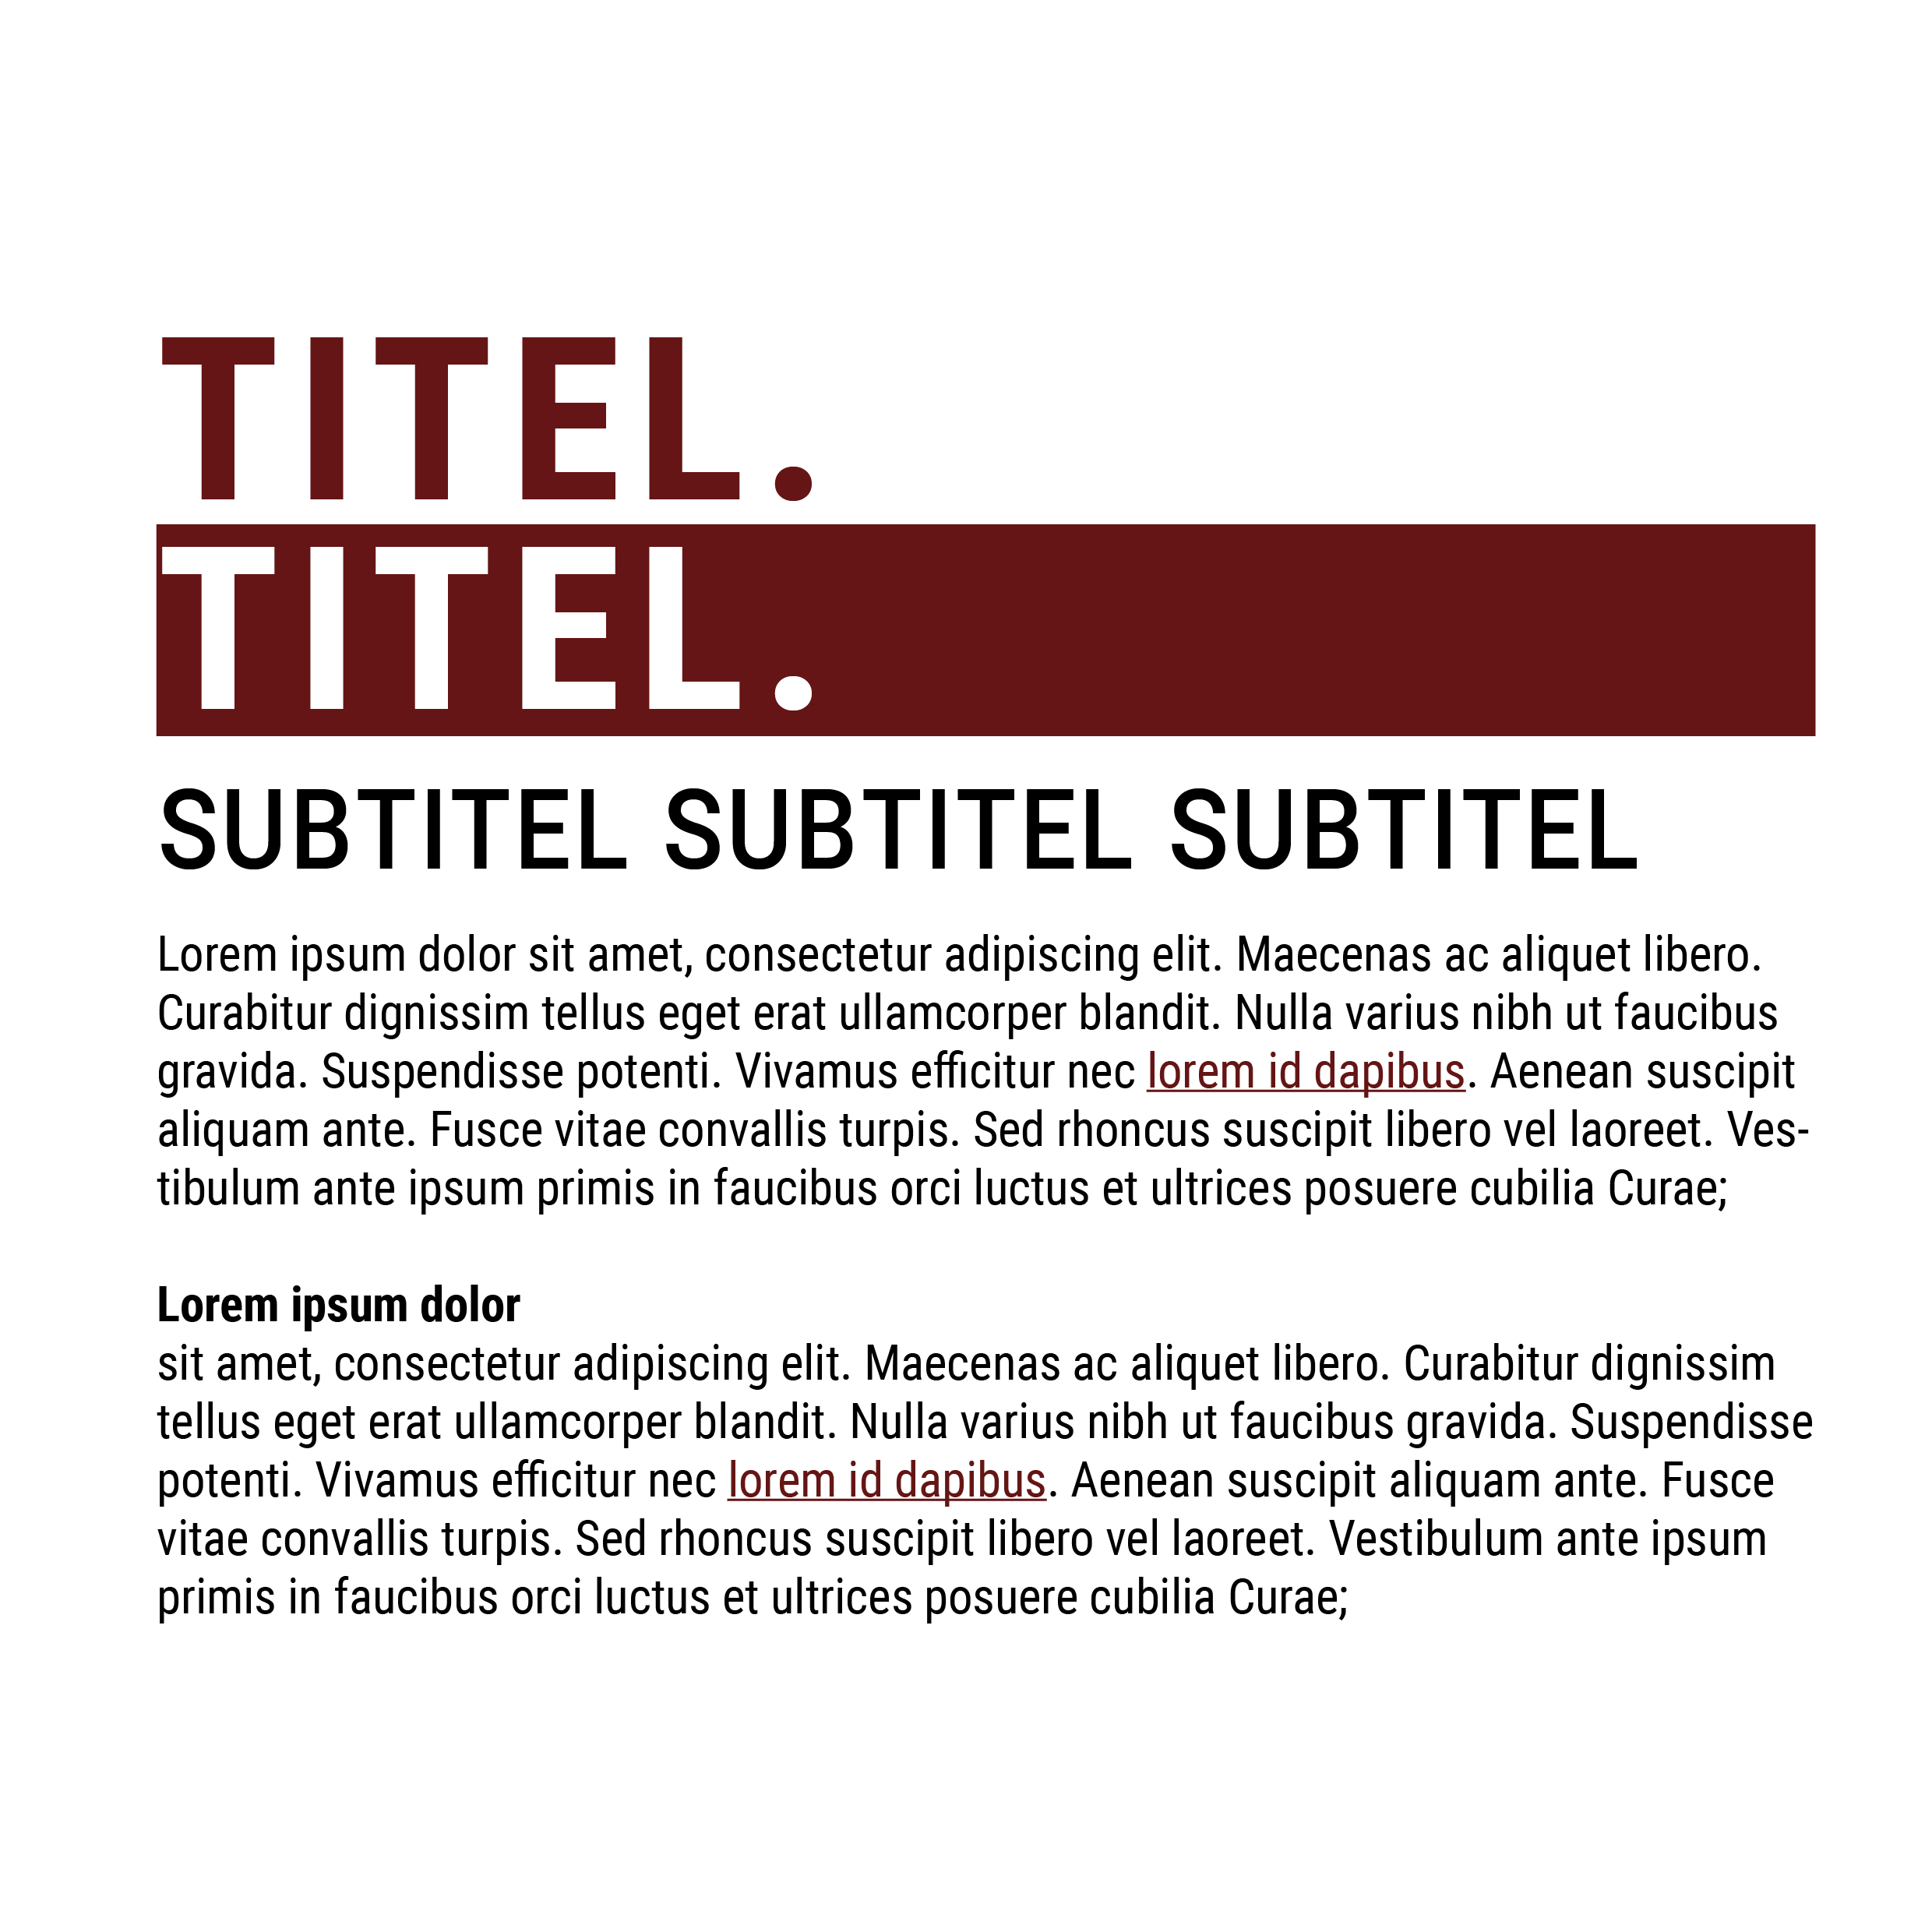 TITEL.
TITEL.
SUBTITEL SUBTITEL SUBTITEL
Lorem ipsum dolor sit amet, consectetur adipiscing elit. Maecenas ac aliquet libero.
Curabitur dignissim tellus eget erat ullamcorper blandit. Nulla varius nibh ut faucibus
gravida. Suspendisse potenti. Vivamus efficitur nec lorem id dapibus. Aenean suscipit
aliquam ante. Fusce vitae convallis turpis. Sed rhoncus suscipit libero vel laoreet. Ves-
tibulum ante ipsum primis in faucibus orci luctus et ultrices posuere cubilia Curae;
Lorem ipsum dolor
sit amet, consectetur adipiscing elit. Maecenas ac aliquet libero. Curabitur dignissim
tellus eget erat ullamcorper blandit. Nulla varius nibh ut faucibus gravida. Suspendisse
potenti. Vivamus efficitur nec lorem id dapibus. Aenean suscipit aliquam ante. Fusce
vitae convallis turpis. Sed rhoncus suscipit libero vel laoreet. Vestibulum ante ipsum
primis in faucibus orci luctus et ultrices posuere cubilia Curae;